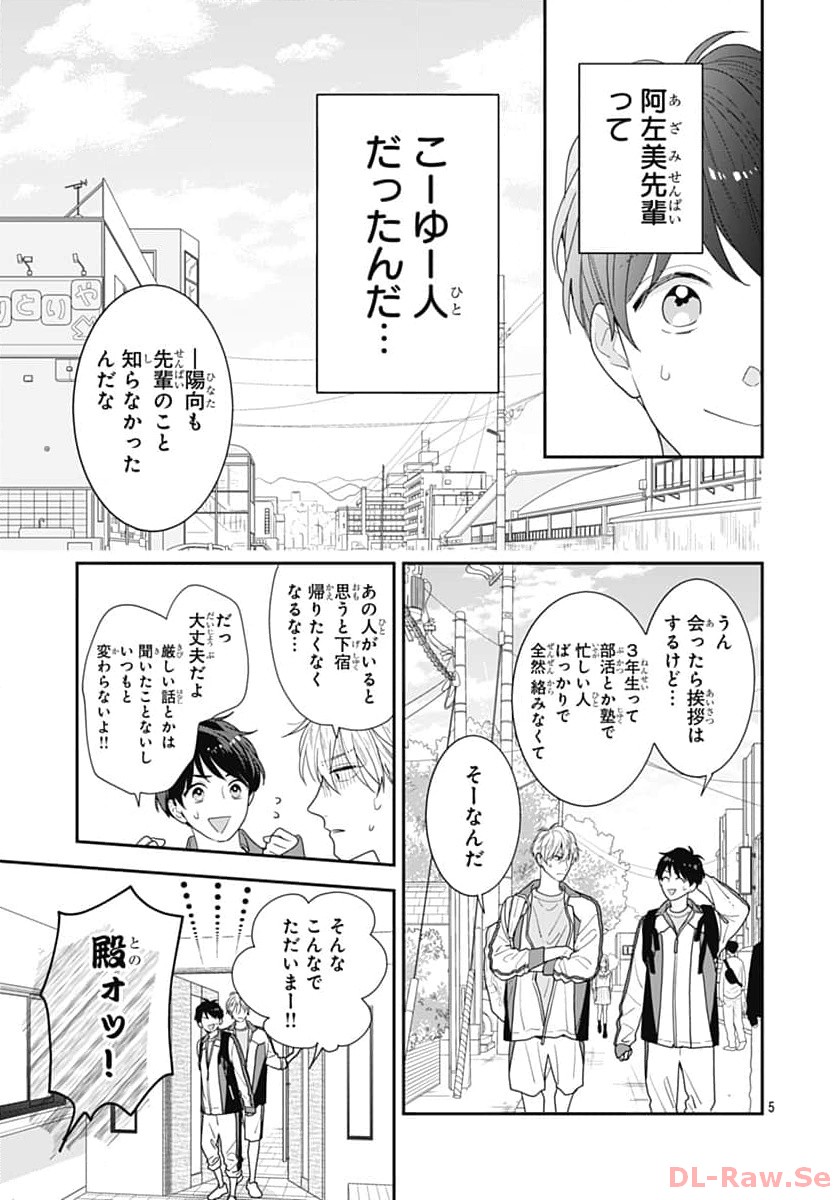 阿左美先輩
って
こーゆー人
だったんだ…
とりや
ー陽向も
先輩のこと
知らなかった
んだな
うん
会ったら挨拶は
するけど…
3年生って
部活とか塾で
忙しい人
ばっかりで
全然絡みなくて
そーなんだ
あの人がいると
思うと下宿
帰りたくなく
なるな…
だっ
大丈夫だよ
厳しい話とかは
聞いたことないし
いつもと
変わらないよ!!
そんな
こんなで
ただいまー!!
殿ォッ!
5
DL-Raw.Se